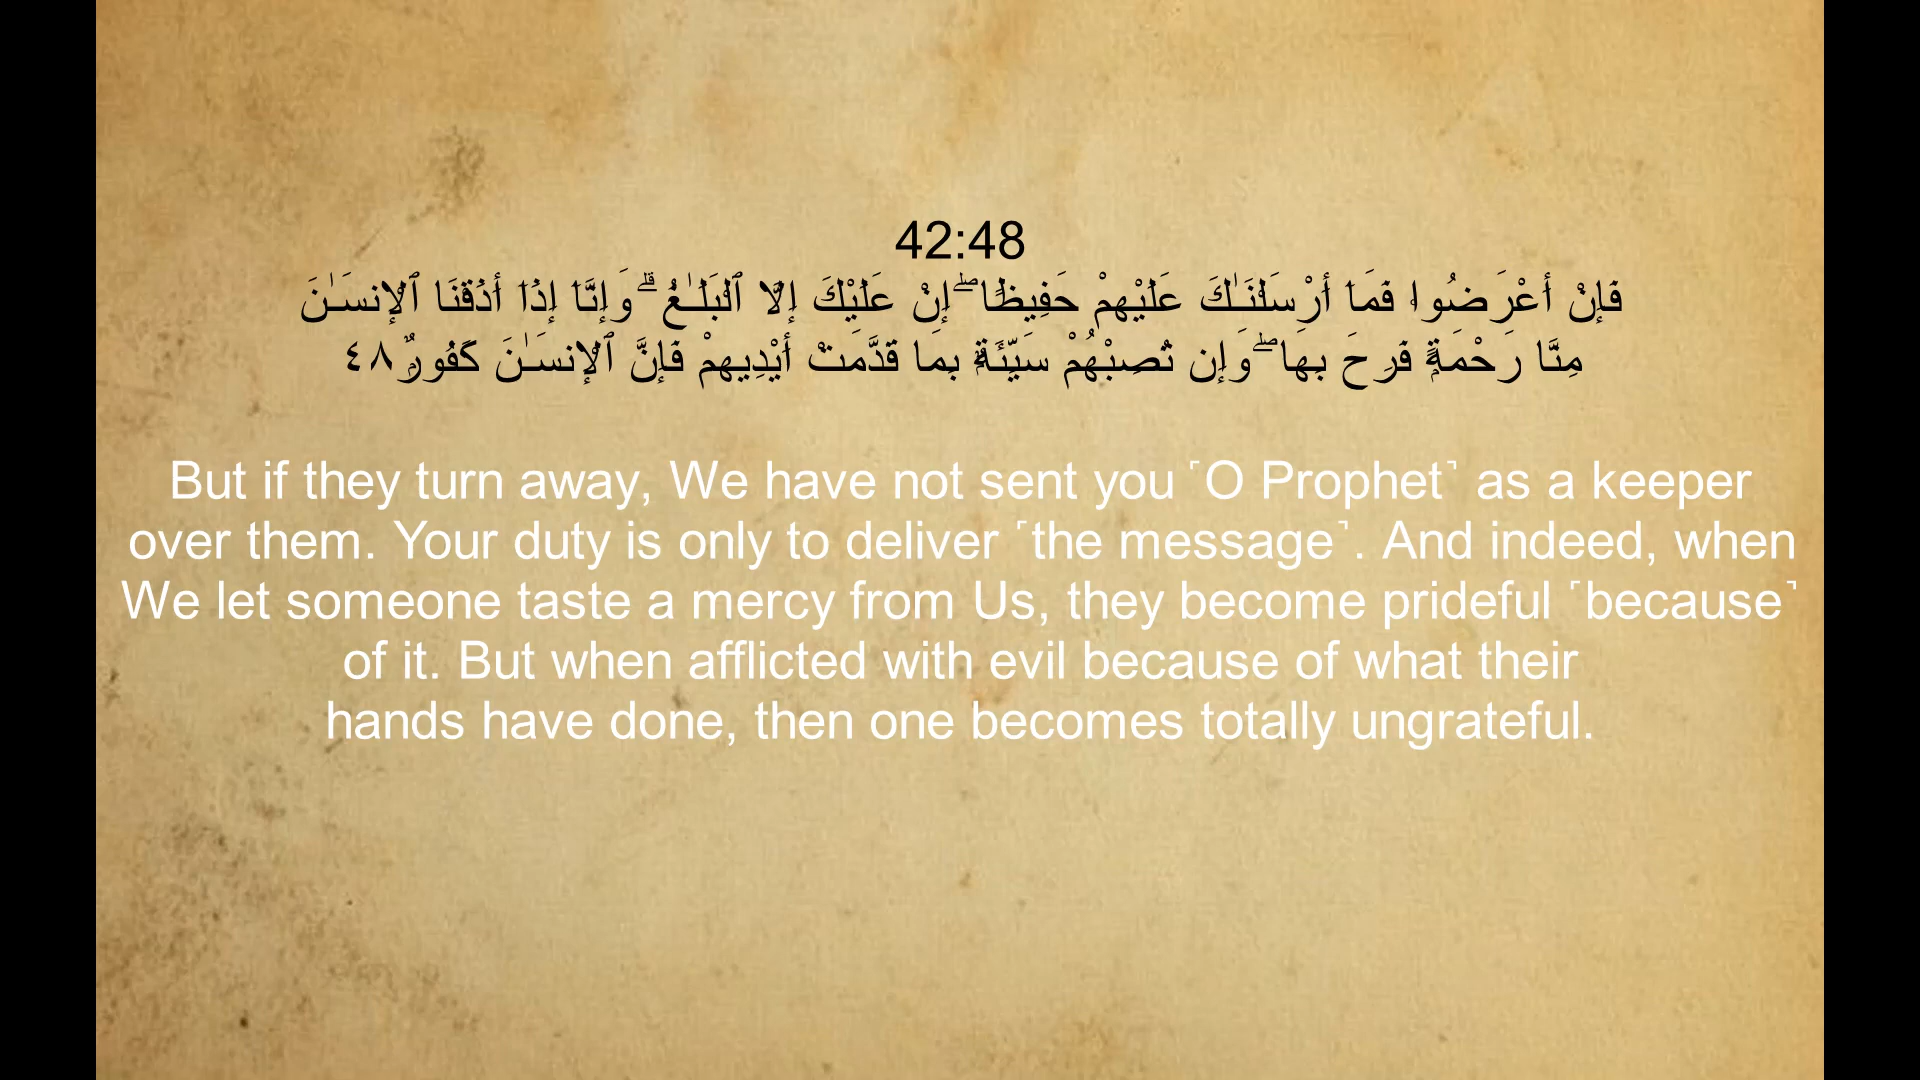 42:48
فَإِنْ أَعْرَضُوا۟ فَمَآ أَرْسَلْنَـٰكَ عَلَيْهِمْ حَفِيظًا ۖ إِنْ عَلَيْكَ إِلَّا ٱلْبَلَـٰغُ ۗ وَإِنَّآ إِذَآ أَذَقْنَا ٱلْإِنسَـٰنَ
مِنَّا رَحْمَةًۭ فَرِحَ بِهَا ۖ وَإِن تُصِبْهُمْ سَيِّئَةٌۢ بِمَا قَدَّمَتْ أَيْدِيهِمْ فَإِنَّ ٱلْإِنسَـٰنَ كَفُورٌۭ ٤٨
But if they turn away, We have not sent you ˹O Prophet˺ as a keeper
over them. Your duty is only to deliver ˹the message˺. And indeed, when
We let someone taste a mercy from Us, they become prideful ˹because˺
of it. But when afflicted with evil because of what their
hands have done, then one becomes totally ungrateful.